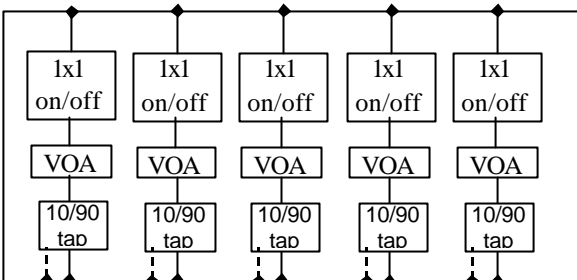 1x1 1x1 1x1 1x1 1x1
on/off on/off on/off on/off on/off
VOA VOA VOA VOA VOA
10/90 10/90 10/90 10/90 10/90
tap tap tap tap tap